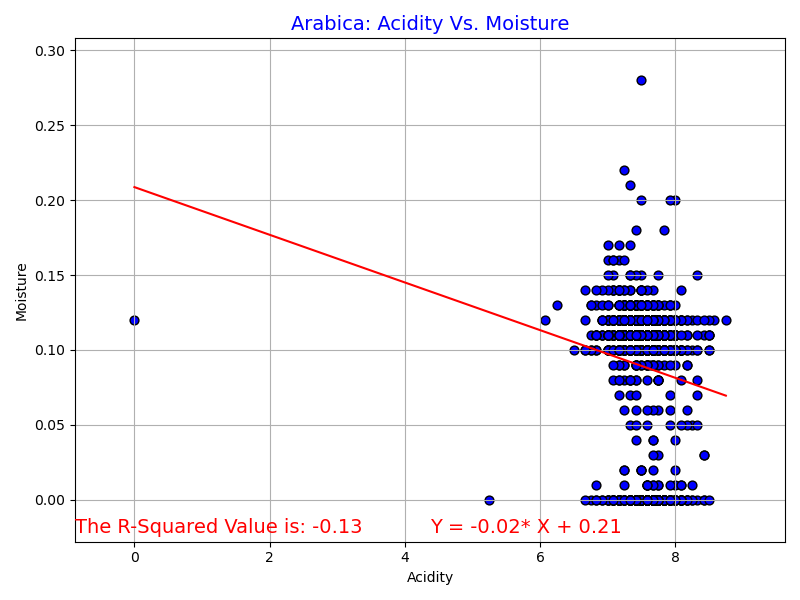 Arabica: Acidity Vs. Moisture
0.30
0.25
0.20
0.15
0.10
0.05
0.00
Moisture
The R-Squared Value is: -0.13
Y = -0.02* X + 0.21
0 2 4 6 8
Acidity